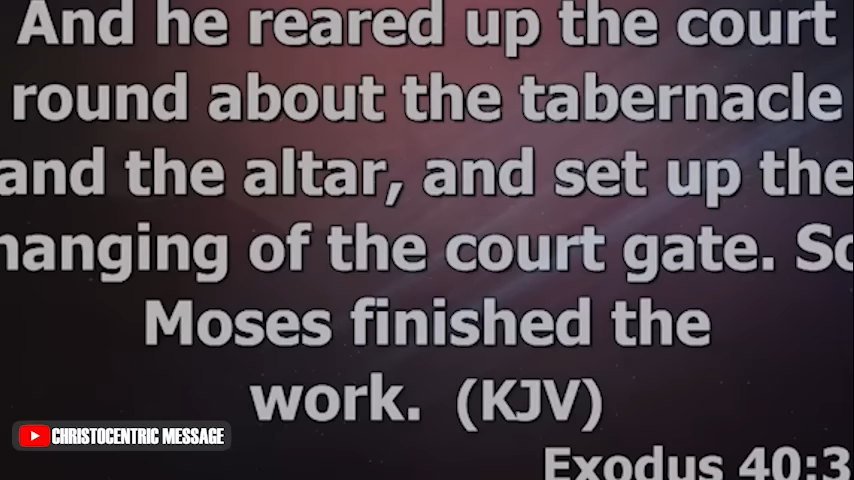 And he reared up the court
round about the tabernacle
and the altar, and set up the
hanging of the court gate. So
Moses finished the
work. (KJV)
CHRISTOCENTRIC MESSAGE
Exodus 40:3